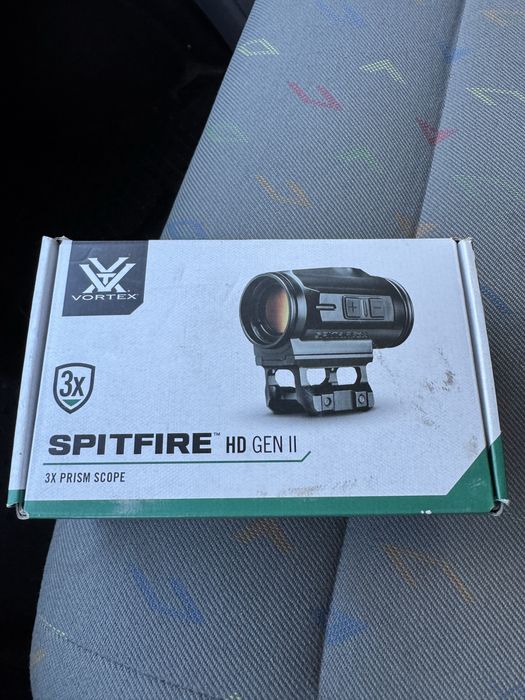 VORTEX
3x
SPITFIRE™ HD GEN II
3X PRISM SCOPE